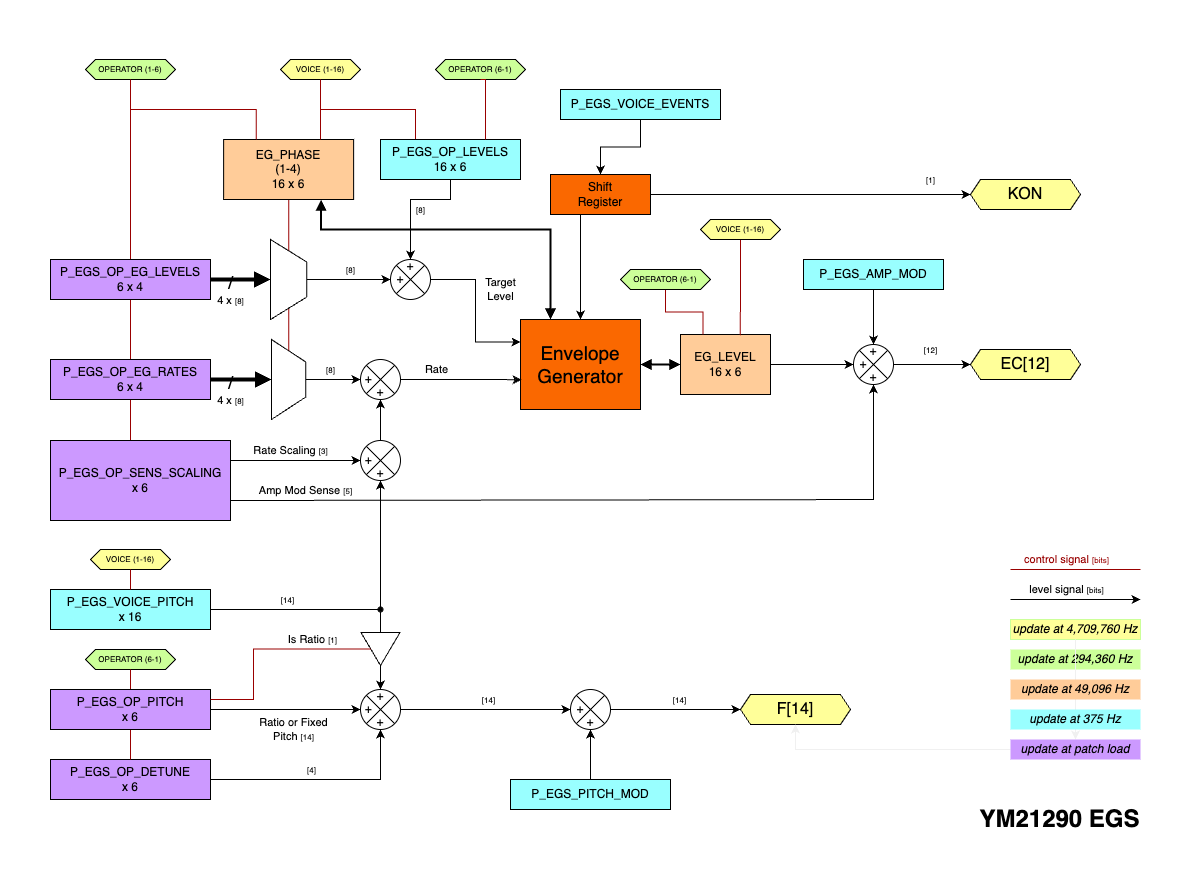 OPERATOR (1-6)
VOICE (1-16)
OPERATOR (6-1)
P_EGS_VOICE_EVENTS
EG_PHASE
(1-4)
16 x 6
P_EGS_OP_LEVELS
16 x 6
Shift
Register
[1]
KON
[8]
VOICE (1-16)
P_EGS_OP_EG_LEVELS
6 x 4
4 x [8]
[8]
+
+
Target
Level
OPERATOR (6-1)
P_EGS_AMP_MOD
Envelope
Generator
EG_LEVEL
16 x 6
+
+
+
[12]
EC[12]
P_EGS_OP_EG_RATES
6 x 4
4 x [8]
[8]
+
+
Rate
P_EGS_OP_SENS_SCALING
x 6
Rate Scaling [3]
+
+
Amp Mod Sense [5]
VOICE (1-16)
P_EGS_VOICE_PITCH
x 16
[14]
Is Ratio [1]
OPERATOR (6-1)
P_EGS_OP_PITCH
x 6
Ratio or Fixed
Pitch [14]
+
+
+
[14]
+
+
[14]
F[14]
P_EGS_OP_DETUNE
x 6
[4]
P_EGS_PITCH_MOD
control signal [bits]
level signal [bits]
update at 4,709,760 Hz
update at 294,360 Hz
update at 49,096 Hz
update at 375 Hz
update at patch load
YM21290 EGS